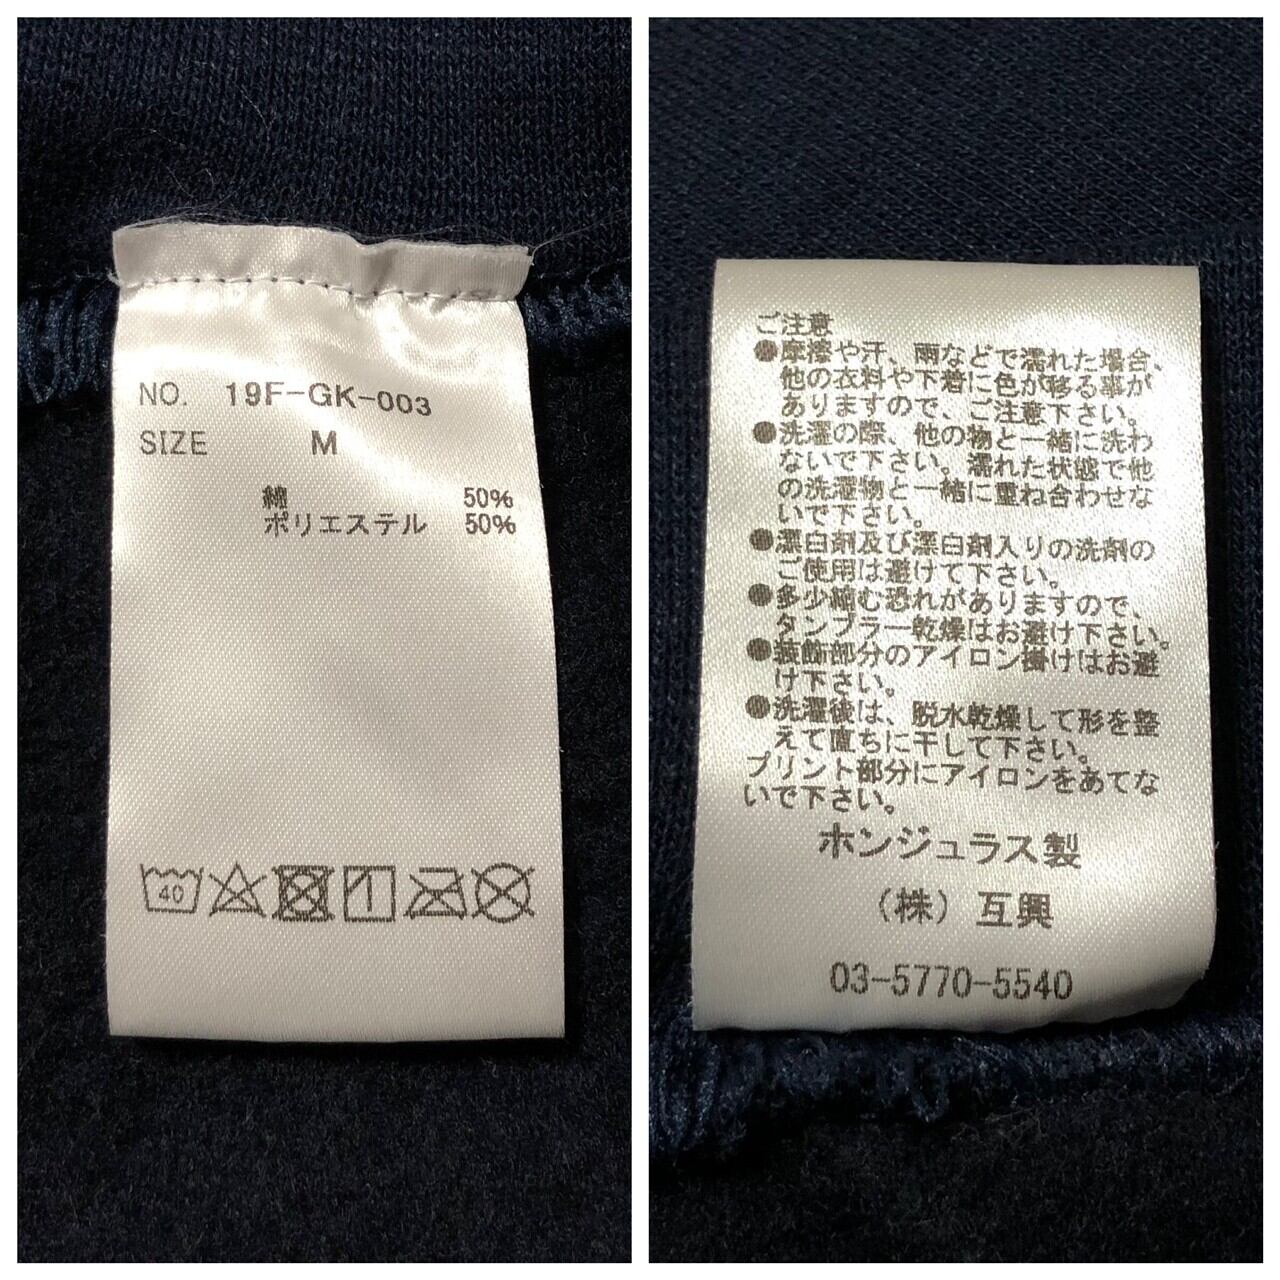 NO. 19F-GK-003
SIZE M
綿 50%
ポリエステル 50%
40
ご注意
●摩擦や汗、雨などで濡れた場合、
他の衣料や下着に色が移る事が
ありますので、ご注意下さい。
●洗濯の際、他の物と一緒に洗わ
ないで下さい。濡れた状態で他
の洗濯物と一緒に重ね合わせな
いで下さい。
●漂白剤及び漂白剤入りの洗剤の
ご使用は避けて下さい。
●多少縮む恐れがありますので、
タンブラー乾燥はお避け下さい。
●装飾部分のアイロン掛けはお避
け下さい。
●洗濯後は、脱水乾燥して形を整
えて直ちに干して下さい。
プリント部分にアイロンをあてな
いで下さい。
ホンジュラス製
（株）互興
03-5770-5540